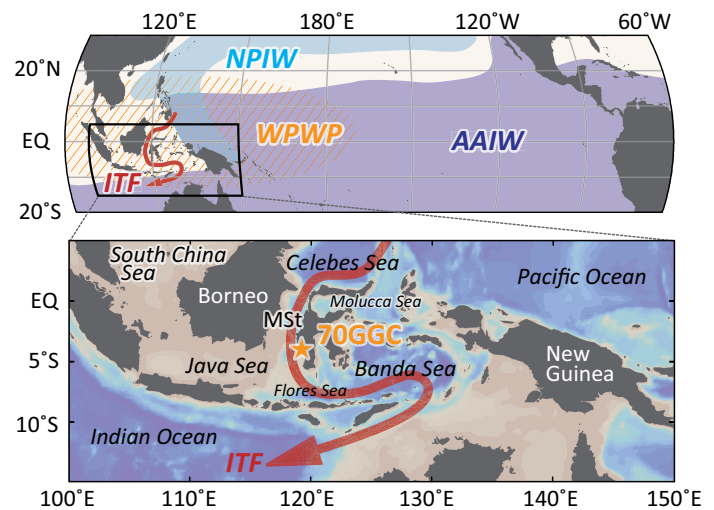 120˚E 180˚W 120˚W 60˚W
NPIW
20˚N
WPWP
AAIW
EQ
ITF
20˚S
South China
Sea
Celebes Sea
Pacific Ocean
Borneo
Molucca Sea
EQ
MSt
70GGC
5˚S
Java Sea
Banda Sea
New
Guinea
Flores Sea
10˚S
Indian Ocean
ITF
100˚E 110˚E 120˚E 130˚E 140˚E 150˚E